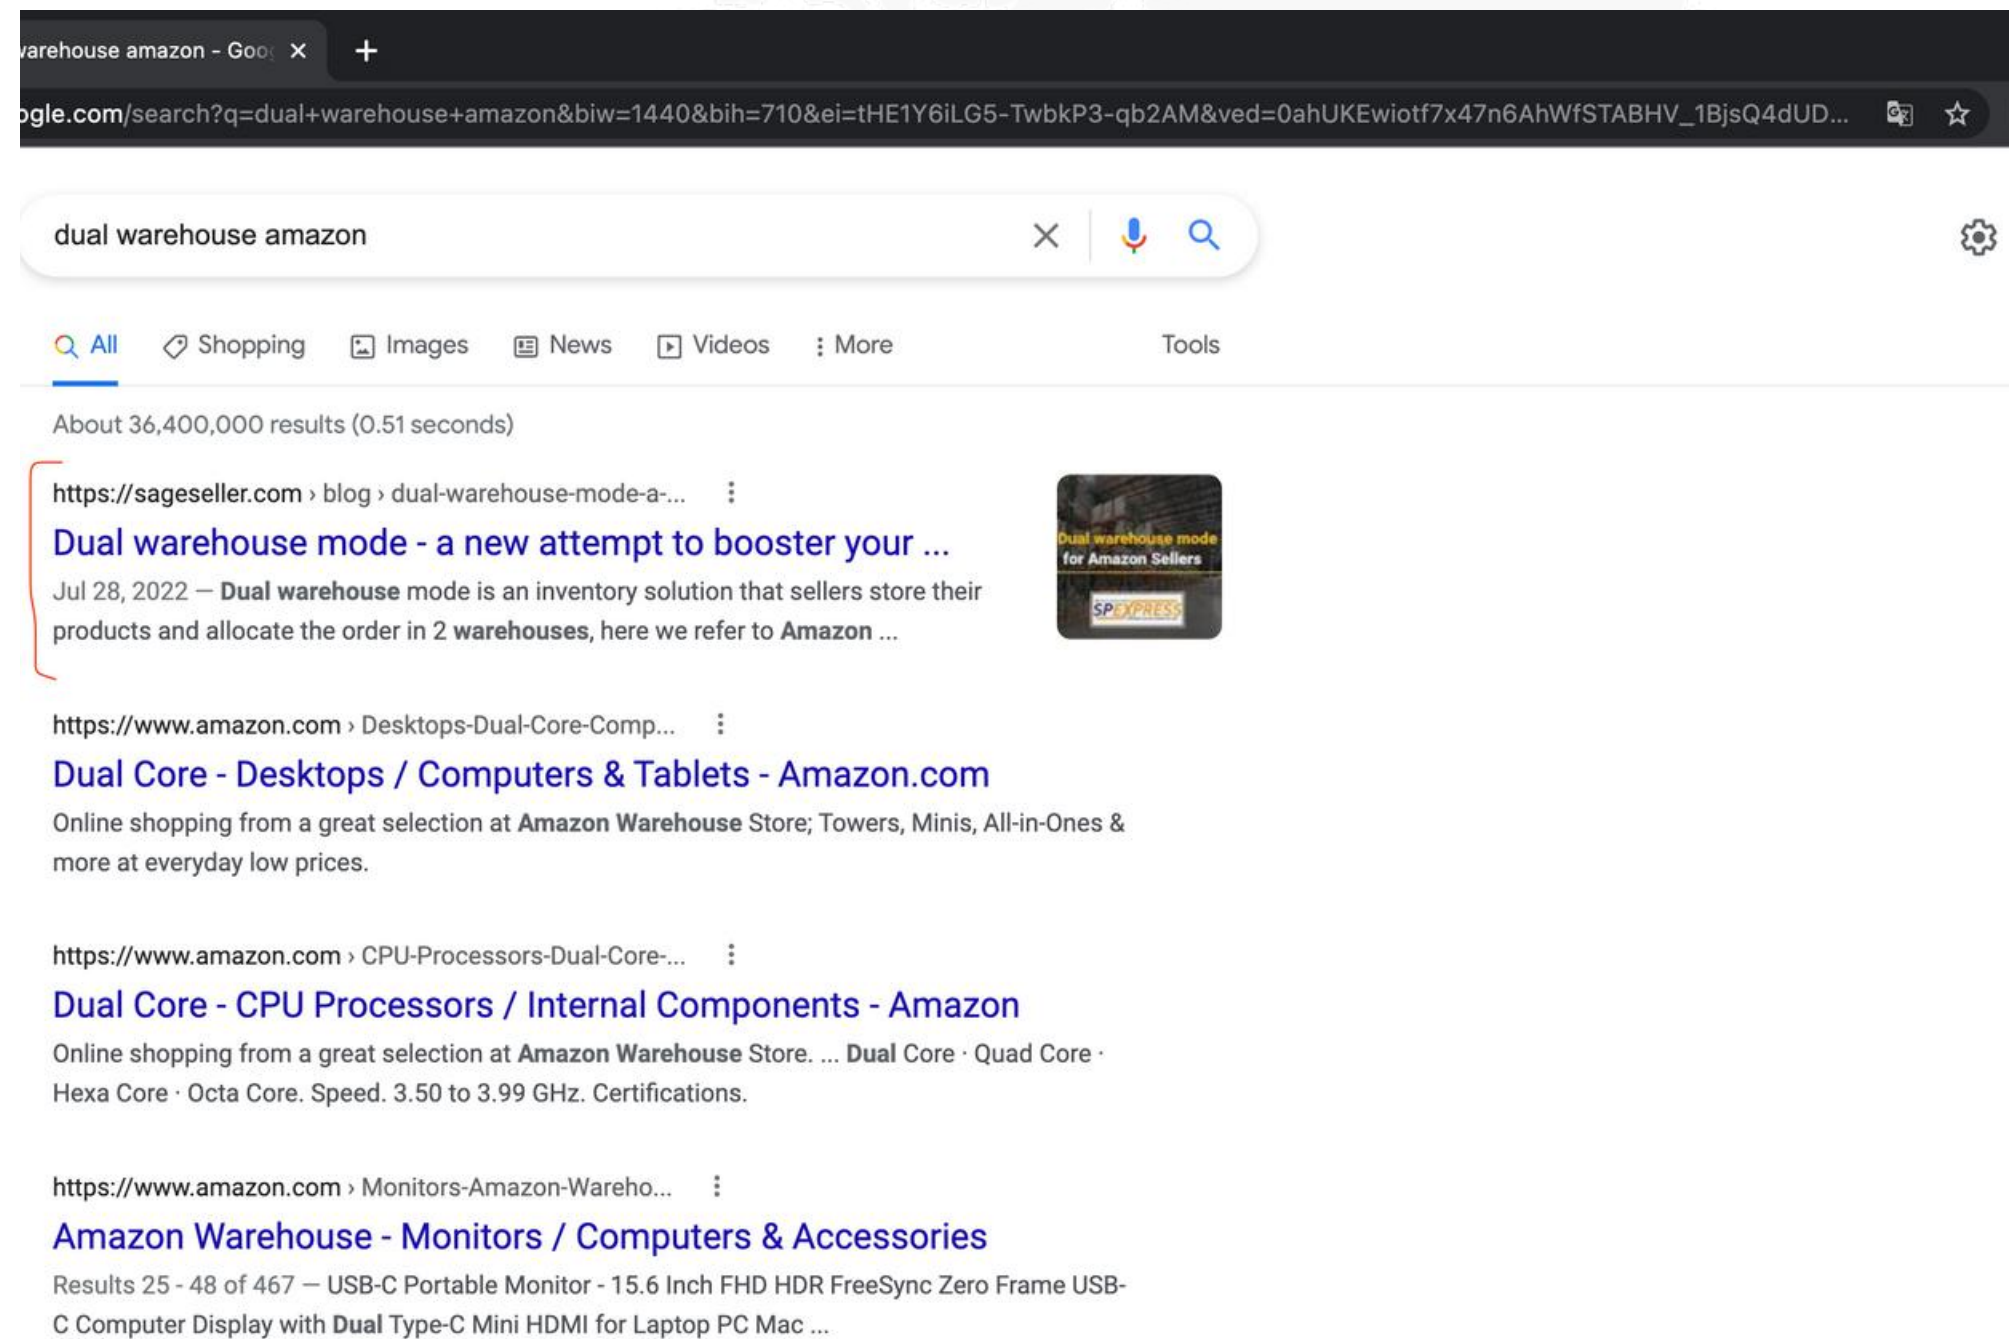 warehouse amazon - Goog
ogle.com/search?q=dual+warehouse+amazon&biw=1440&bih=710&ei=tHE1Y6iLG5-TwbkP3-qb2AM&ved=0ahUKEwiotf7x47n6AhWfSTABHV_1BjsQ4dUD...
dual warehouse amazon
All Shopping Images News Videos More Tools
About 36,400,000 results (0.51 seconds)
https://sageseller.com › blog › dual-warehouse-mode-a-...
Dual warehouse mode - a new attempt to booster your ...
Jul 28, 2022 — Dual warehouse mode is an inventory solution that sellers store their
products and allocate the order in 2 warehouses, here we refer to Amazon ...
Dual warehouse mode
for Amazon Sellers
SPEXPRESS
https://www.amazon.com › Desktops-Dual-Core-Comp...
Dual Core - Desktops / Computers & Tablets - Amazon.com
Online shopping from a great selection at Amazon Warehouse Store; Towers, Minis, All-in-Ones &
more at everyday low prices.
https://www.amazon.com › CPU-Processors-Dual-Core-...
Dual Core - CPU Processors / Internal Components - Amazon
Online shopping from a great selection at Amazon Warehouse Store. ... Dual Core · Quad Core ·
Hexa Core · Octa Core. Speed. 3.50 to 3.99 GHz. Certifications.
https://www.amazon.com › Monitors-Amazon-Wareho...
Amazon Warehouse - Monitors / Computers & Accessories
Results 25 - 48 of 467 — USB-C Portable Monitor - 15.6 Inch FHD HDR FreeSync Zero Frame USB-
C Computer Display with Dual Type-C Mini HDMI for Laptop PC Mac ...